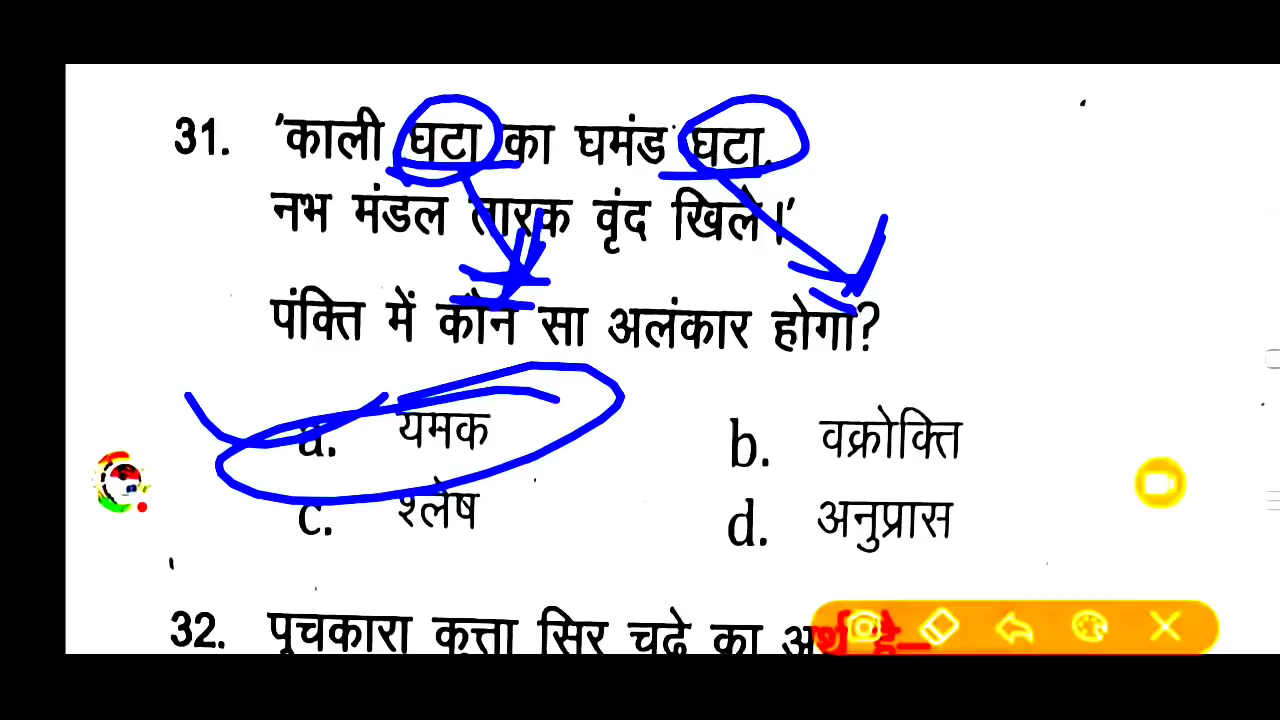 31. 'काली घटा का घमंड घटा,
नभ मंडल तारक वृंद खिले।'
पंक्ति में कौन सा अलंकार होगा?
a. यमक b. वक्रोक्ति
c. श्लेष d. अनुप्रास
32. पूचकारा कुत्ता सिर चढ़े का